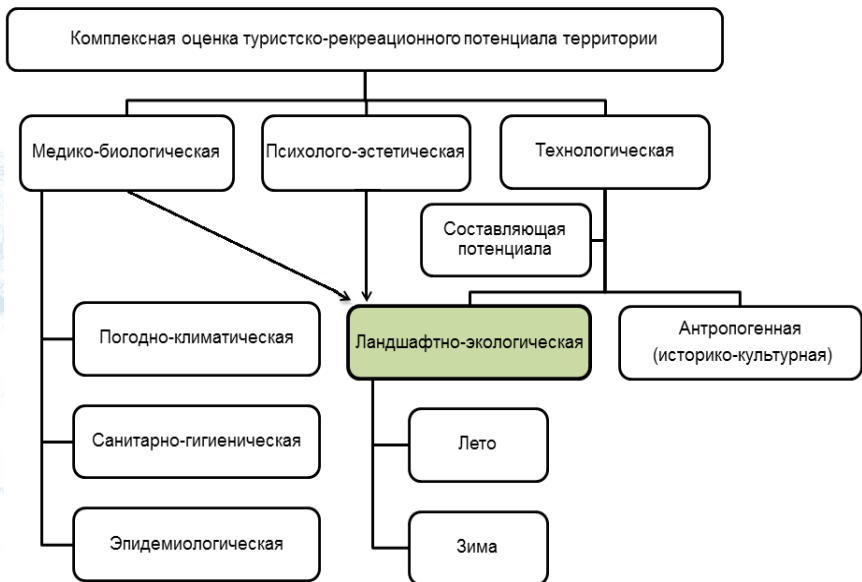 Комплексная оценка туристско-рекреационного потенциала территории
Медико-биологическая
Психолого-эстетическая
Технологическая
Составляющая
потенциала
Погодно-климатическая
Ландшафтно-экологическая
Антропогенная
(историко-культурная)
Санитарно-гигиеническая
Лето
Эпидемиологическая
Зима